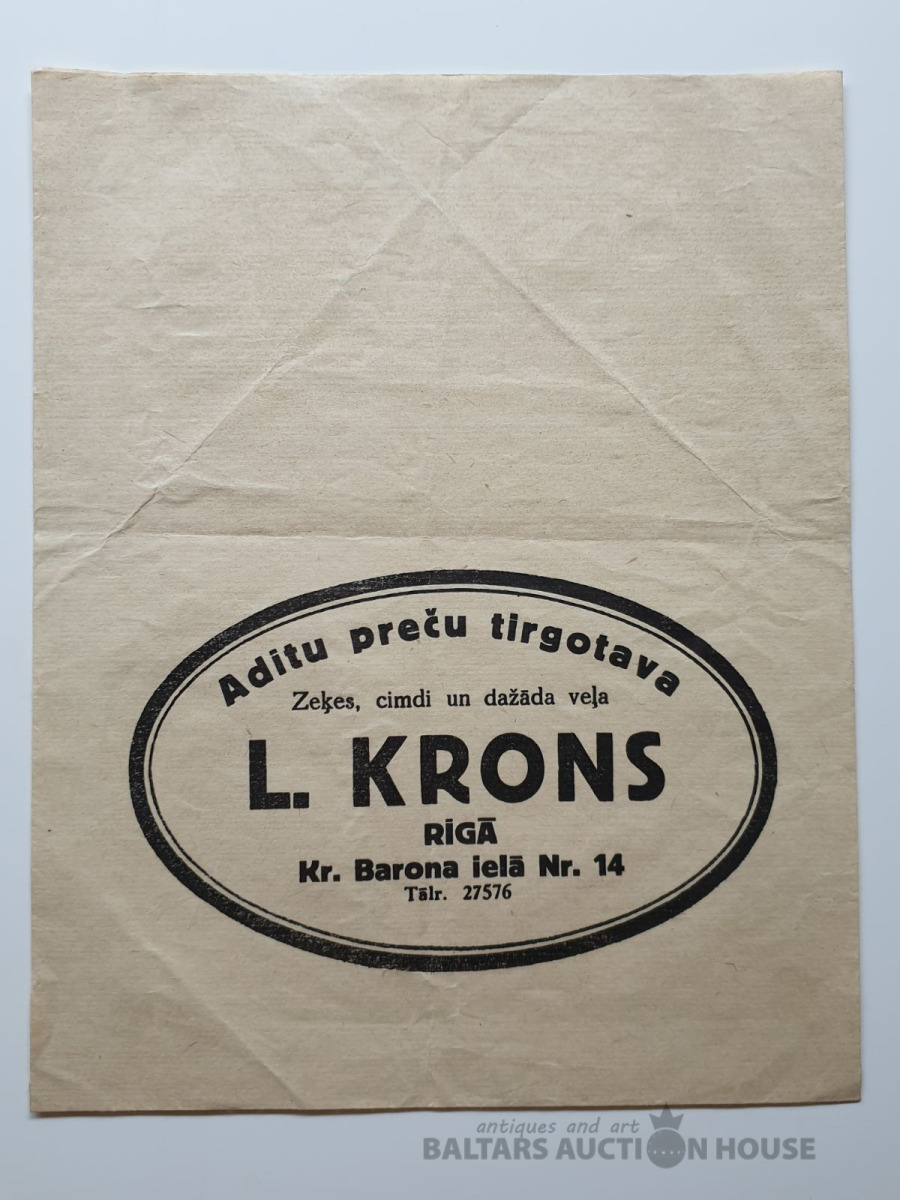 Aditu preču tirgotava
Zeķes, cimdi un dažāda veļa
L. KRONS
RĪGĀ
Kr. Barona ielā Nr. 14
Tālr. 27576
antiques and art
BALTARS AUCTION HOUSE